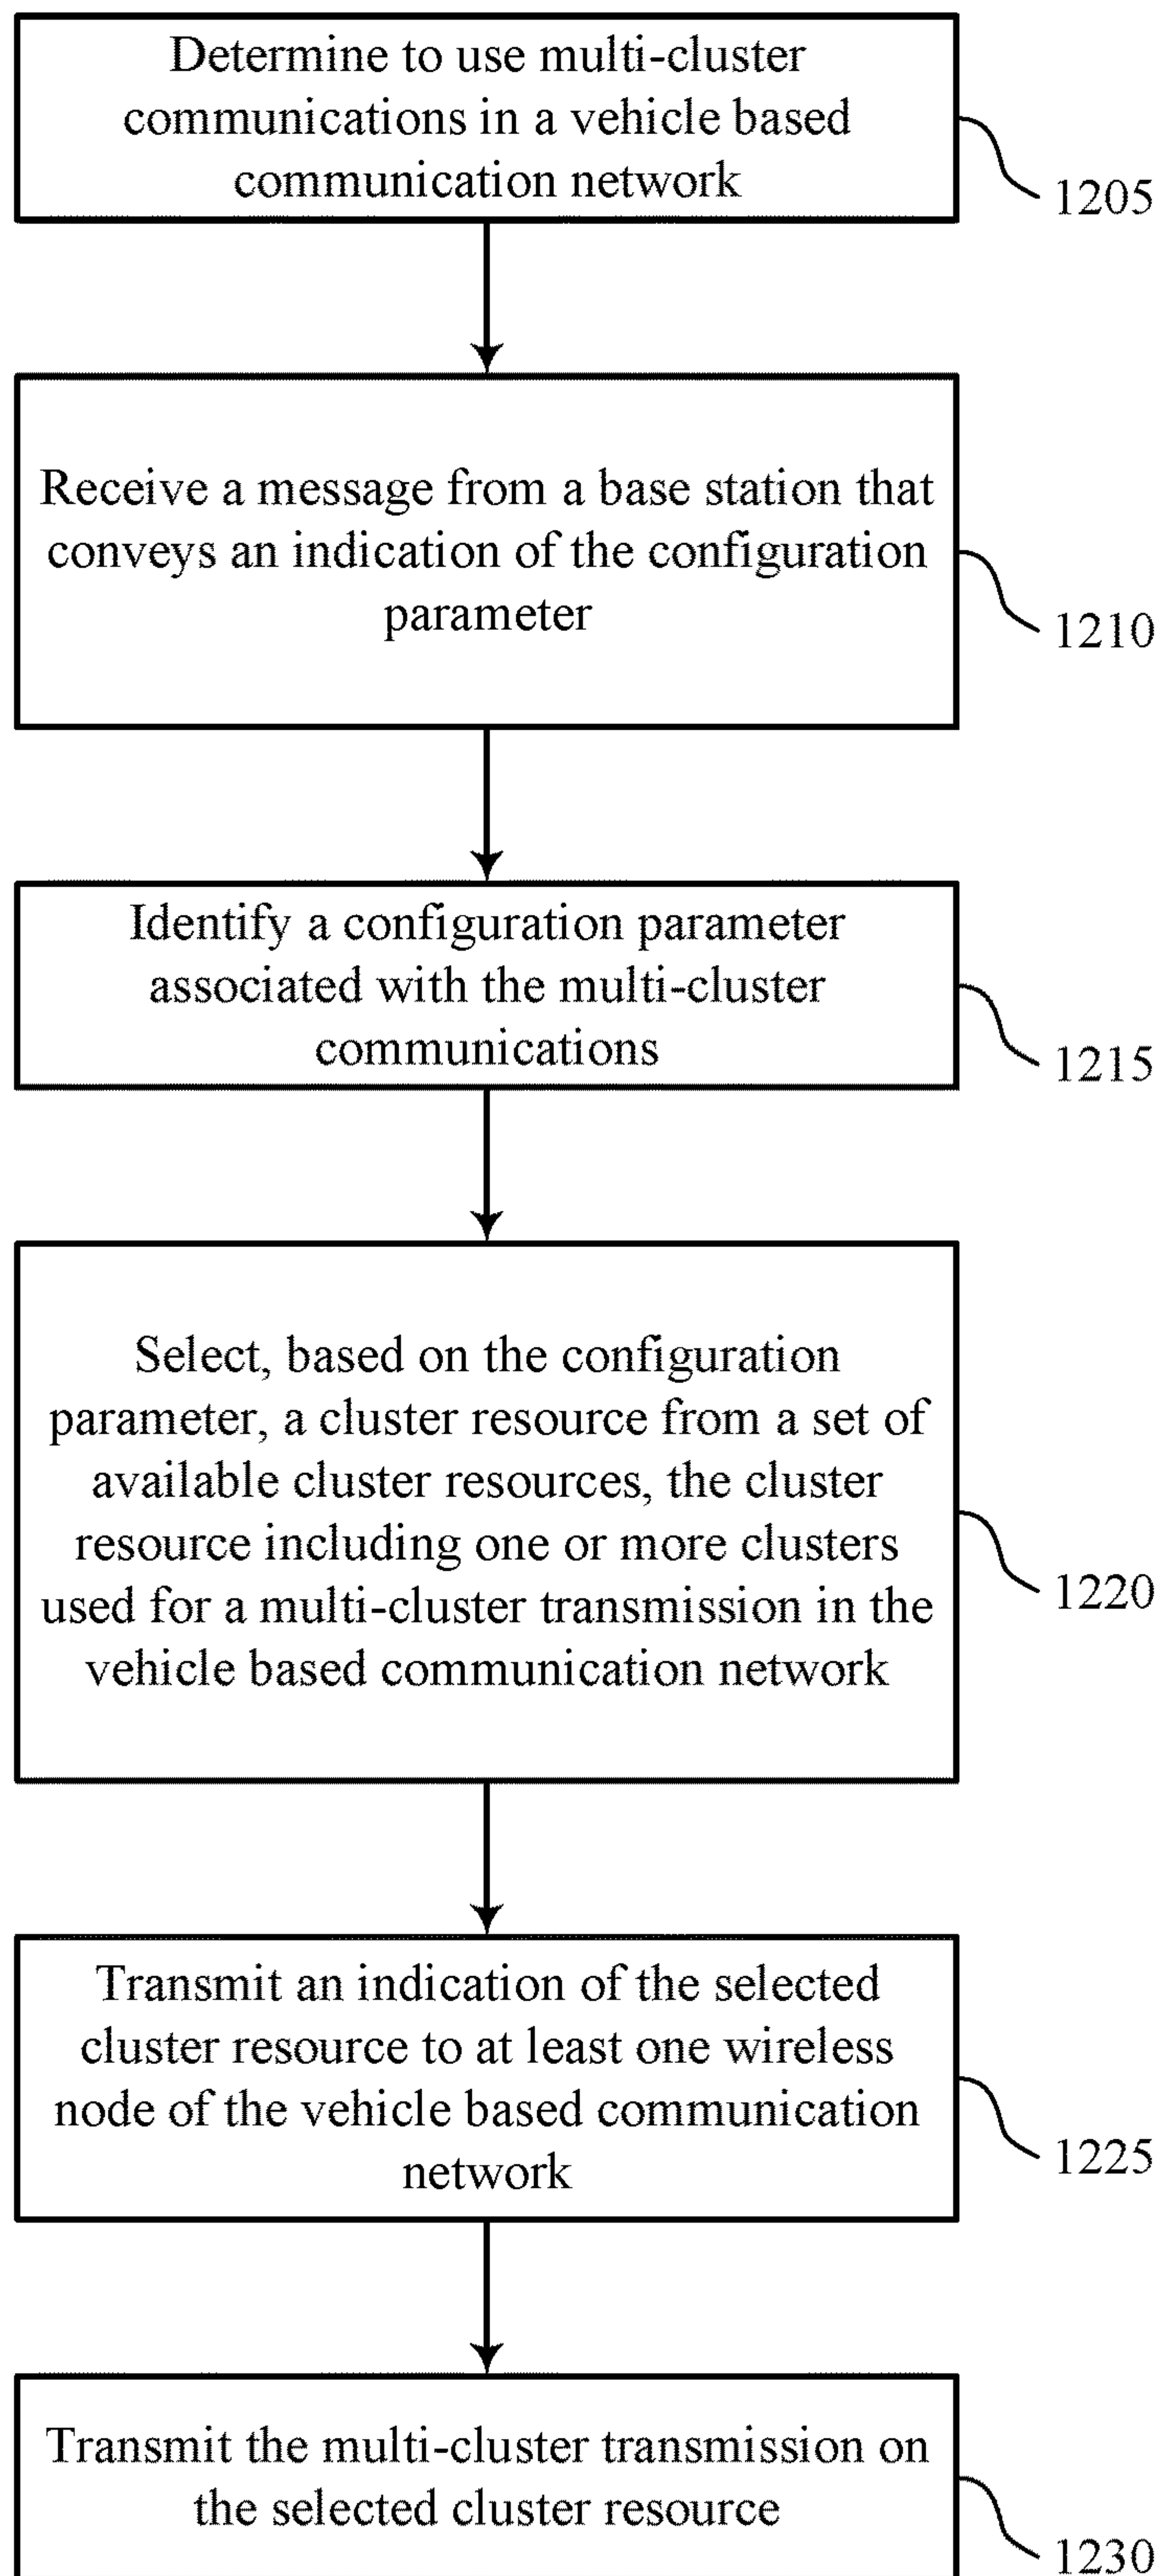 Determine to use multi-cluster
communications in a vehicle based
communication network
1205
Receive a message from a base station that
conveys an indication of the configuration
parameter
1210
Identify a configuration parameter
associated with the multi-cluster
communications
1215
Select, based on the configuration
parameter, a cluster resource from a set of
available cluster resources, the cluster
resource including one or more clusters
used for a multi-cluster transmission in the
vehicle based communication network
1220
Transmit an indication of the selected
cluster resource to at least one wireless
node of the vehicle based communication
network
1225
Transmit the multi-cluster transmission on
the selected cluster resource
1230